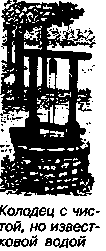 Колодец с чис-
той, но извест-
ковой водой